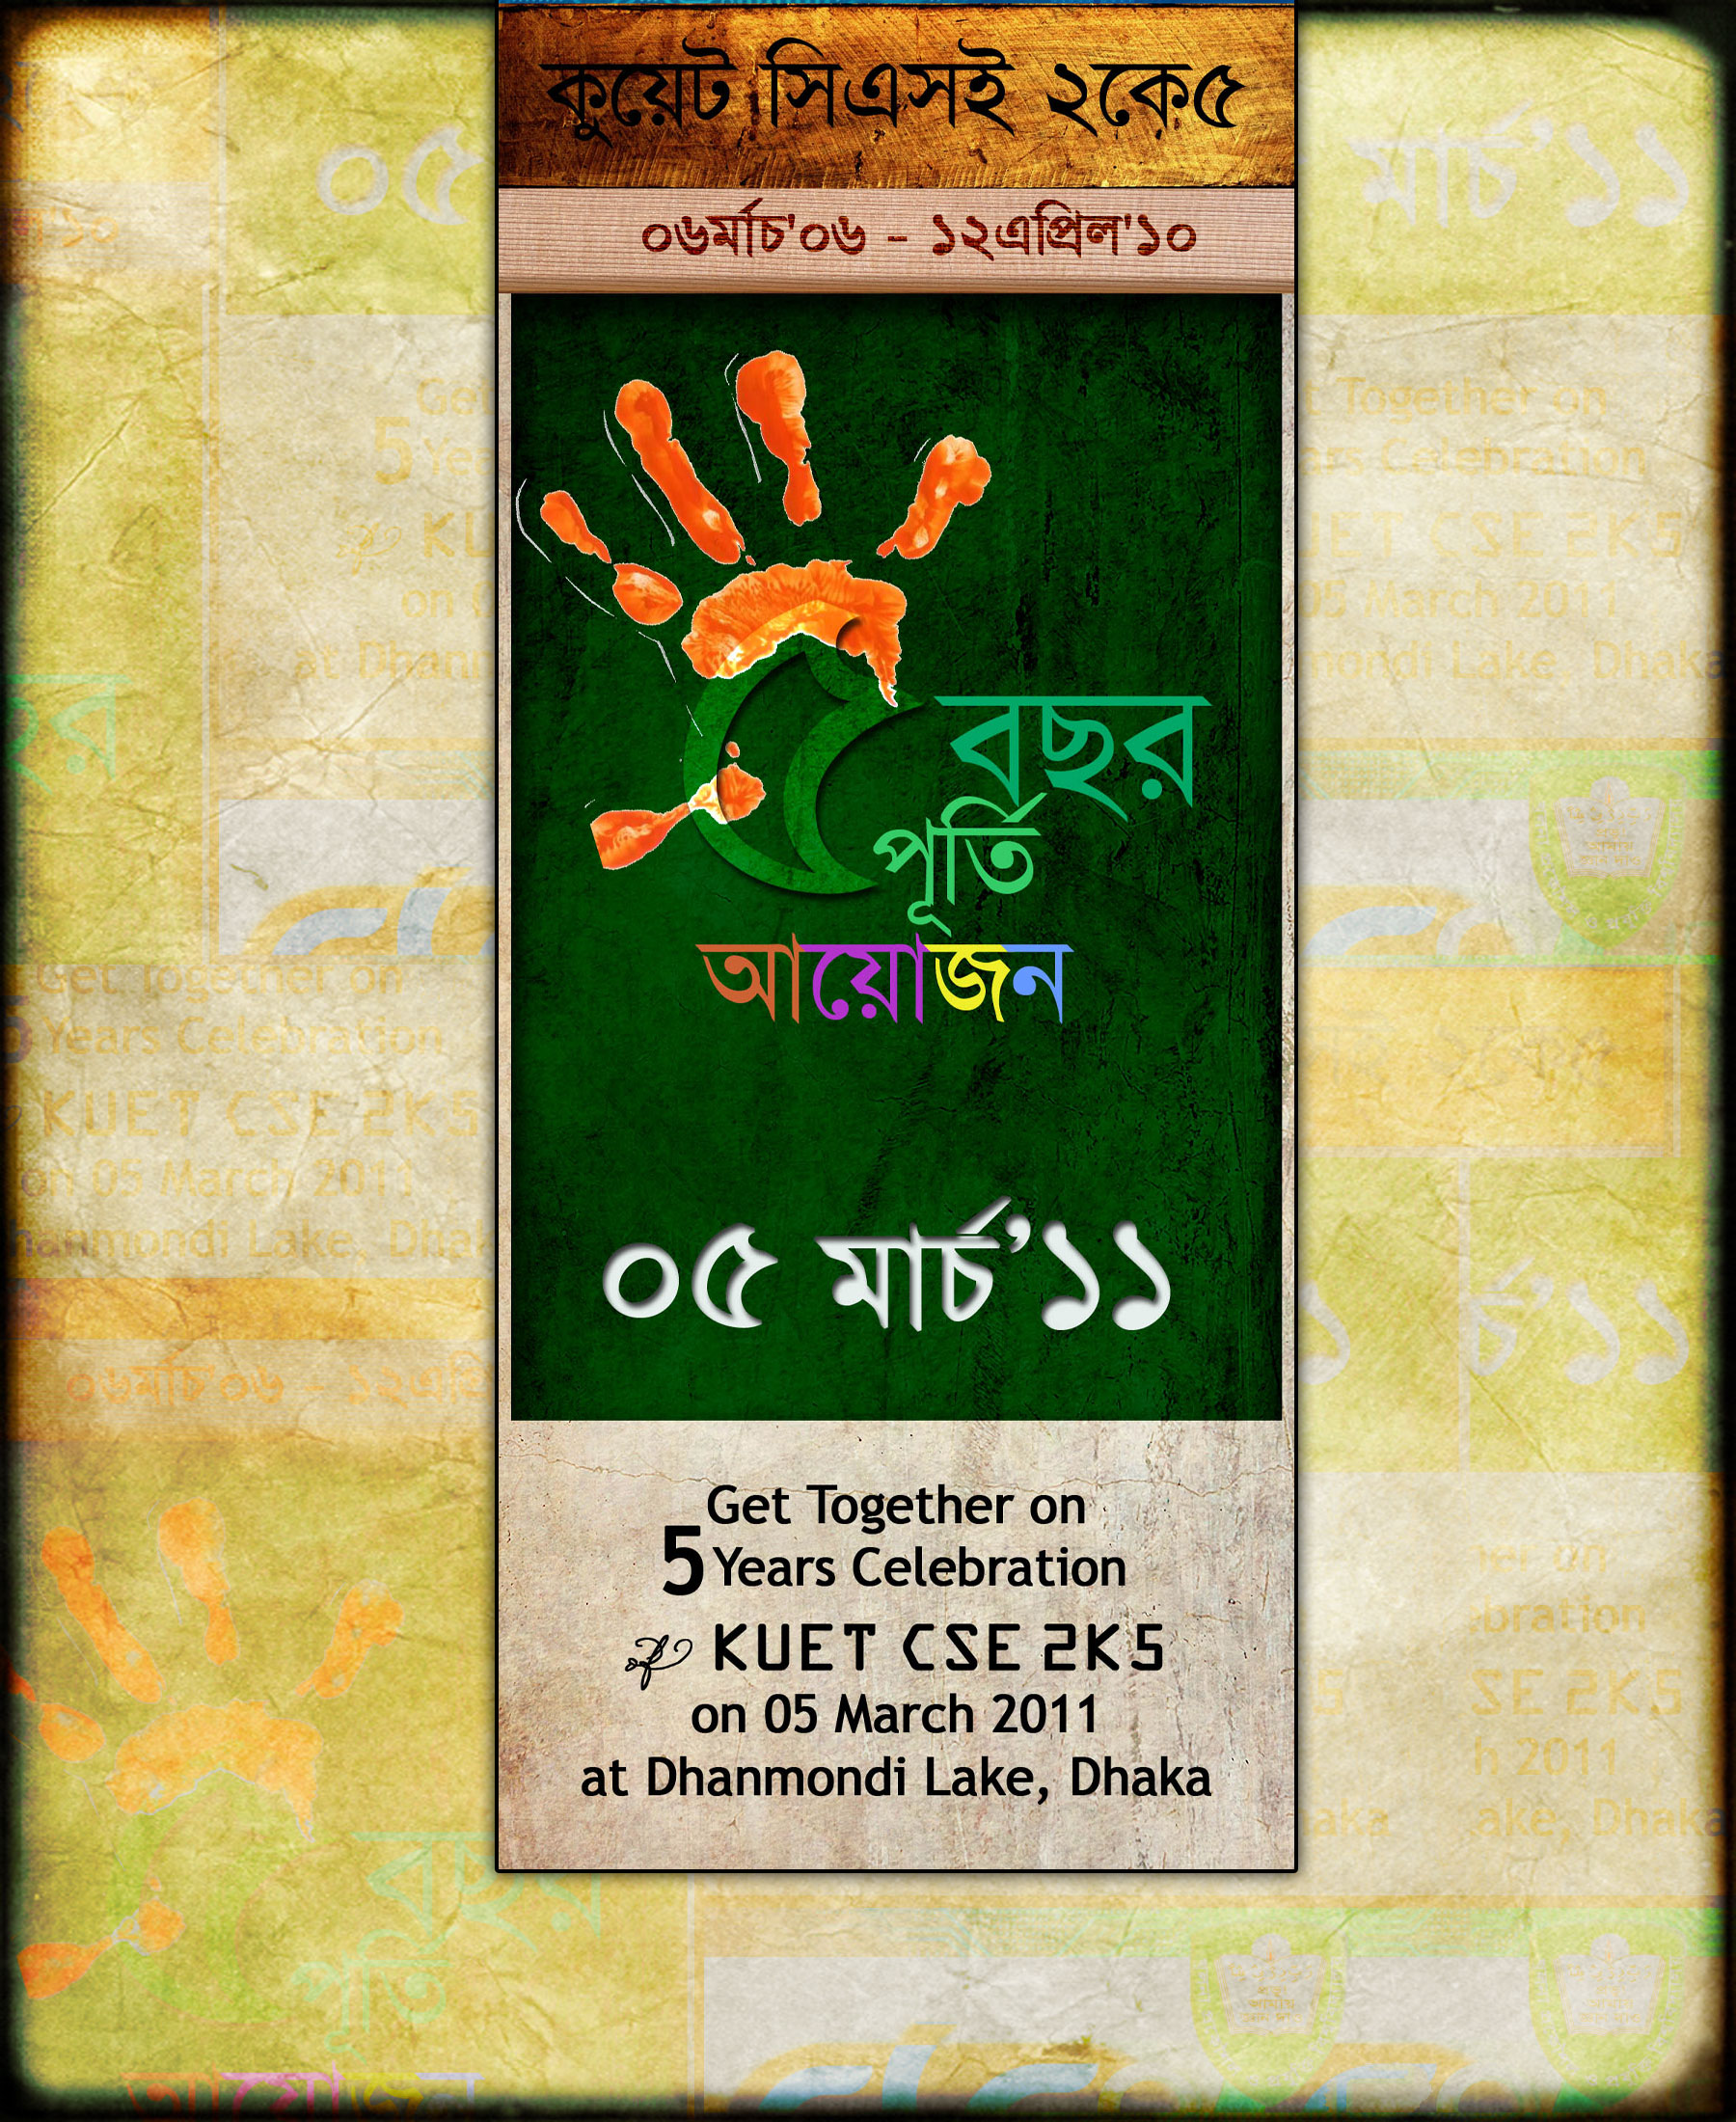 কুয়েট সিএসই ২কে৫
০৬র্মাচ'০৬ - ১২এপ্রিল'১০
৫ বছর
পূর্তি
আয়োজন
০৫ মার্চ'১১
Get Together on
5 Years Celebration
KUET CSE 2K5
on 05 March 2011
at Dhanmondi Lake, Dhaka